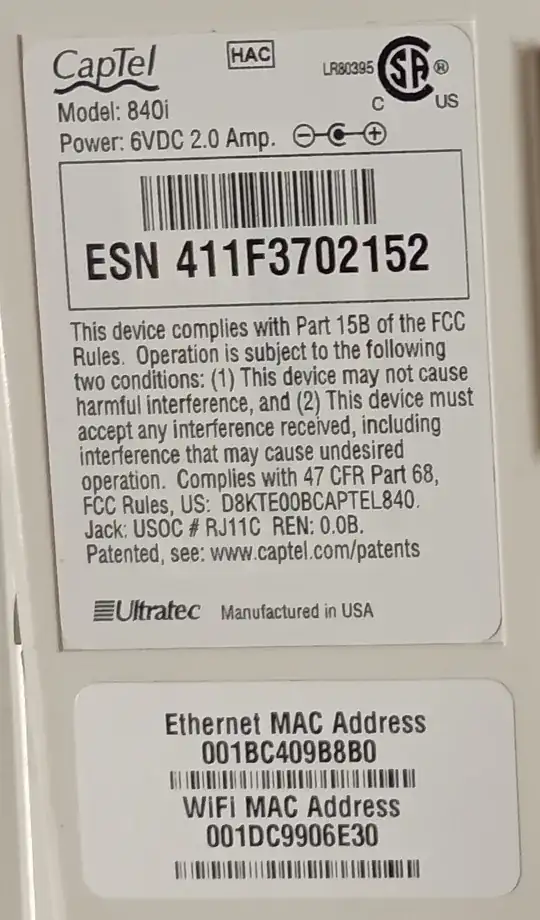 CapTel
HAC
LR80395
SA ®
C US
Model: 840i
Power: 6VDC 2.0 Amp.
ESN 411F3702152
This device complies with Part 15B of the FCC
Rules. Operation is subject to the following
two conditions: (1) This device may not cause
harmful interference, and (2) This device must
accept any interference received, including
interference that may cause undesired
operation. Complies with 47 CFR Part 68,
FCC Rules, US: D8KTE00BCAPTEL840.
Jack: USOC # RJ11C REN: 0.0B.
Patented, see: www.captel.com/patents
Ultratec Manufactured in USA
Ethernet MAC Address
001BC409B8B0
WiFi MAC Address
001DC9906E30